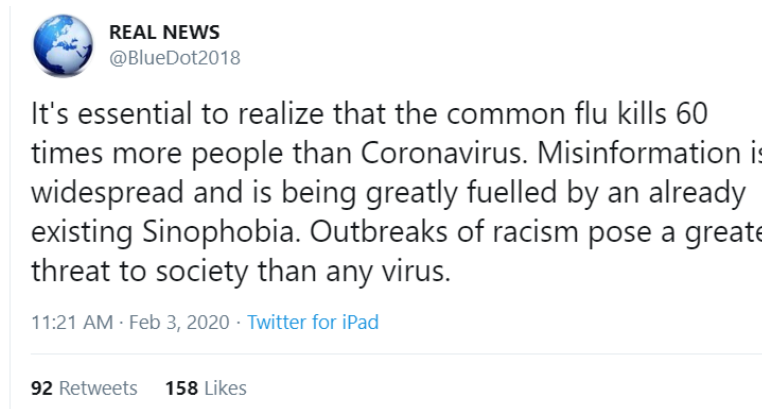 REAL NEWS
@BlueDot2018
It's essential to realize that the common flu kills 60
times more people than Coronavirus. Misinformation is
widespread and is being greatly fuelled by an already
existing Sinophobia. Outbreaks of racism pose a greate
threat to society than any virus.
11:21 AM · Feb 3, 2020 · Twitter for iPad
92 Retweets 158 Likes